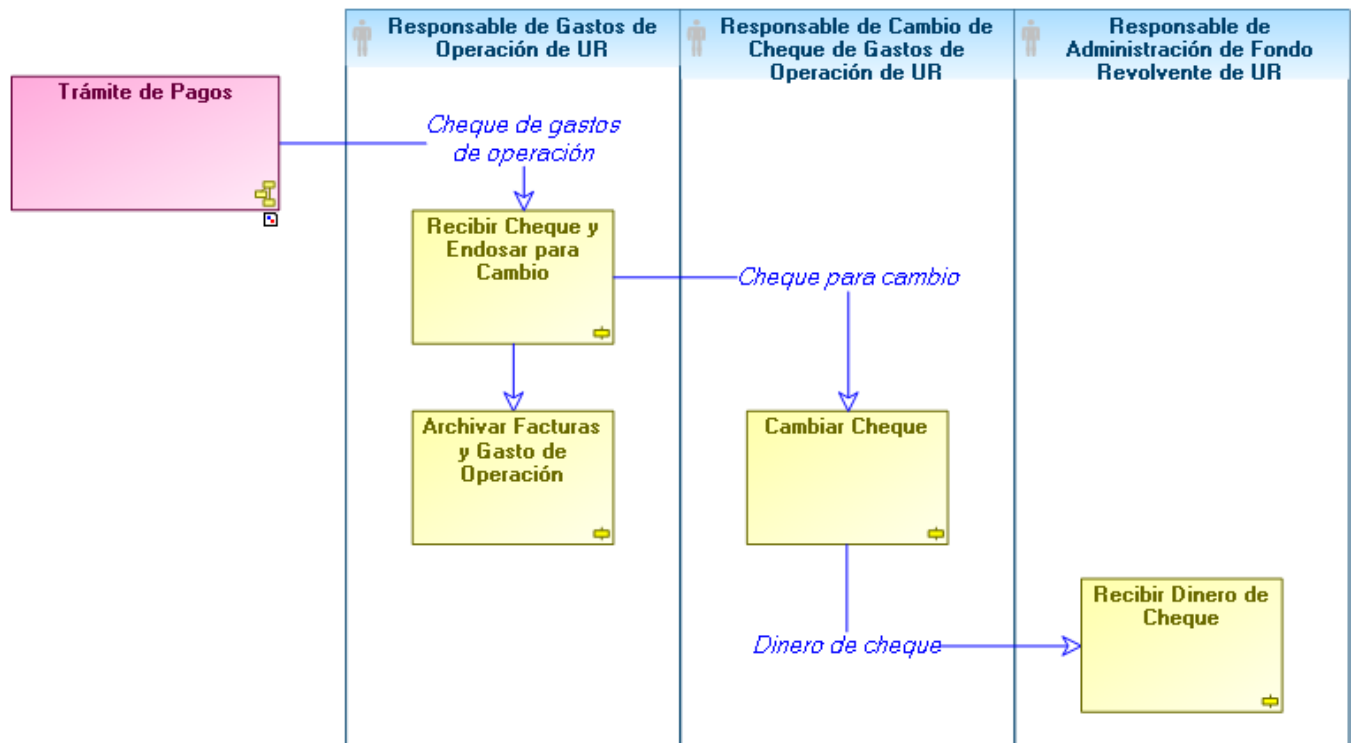 Responsable de Gastos de
Operación de UR
Responsable de Cambio de
Cheque de Gastos de
Operación de UR
Responsable de
Administración de Fondo
Revolvente de UR
Trámite de Pagos
Cheque de gastos
de operación
Recibir Cheque y
Endosar para
Cambio
Cheque para cambio
Archivar Facturas
y Gasto de
Operación
Cambiar Cheque
Recibir Dinero de
Cheque
Dinero de cheque